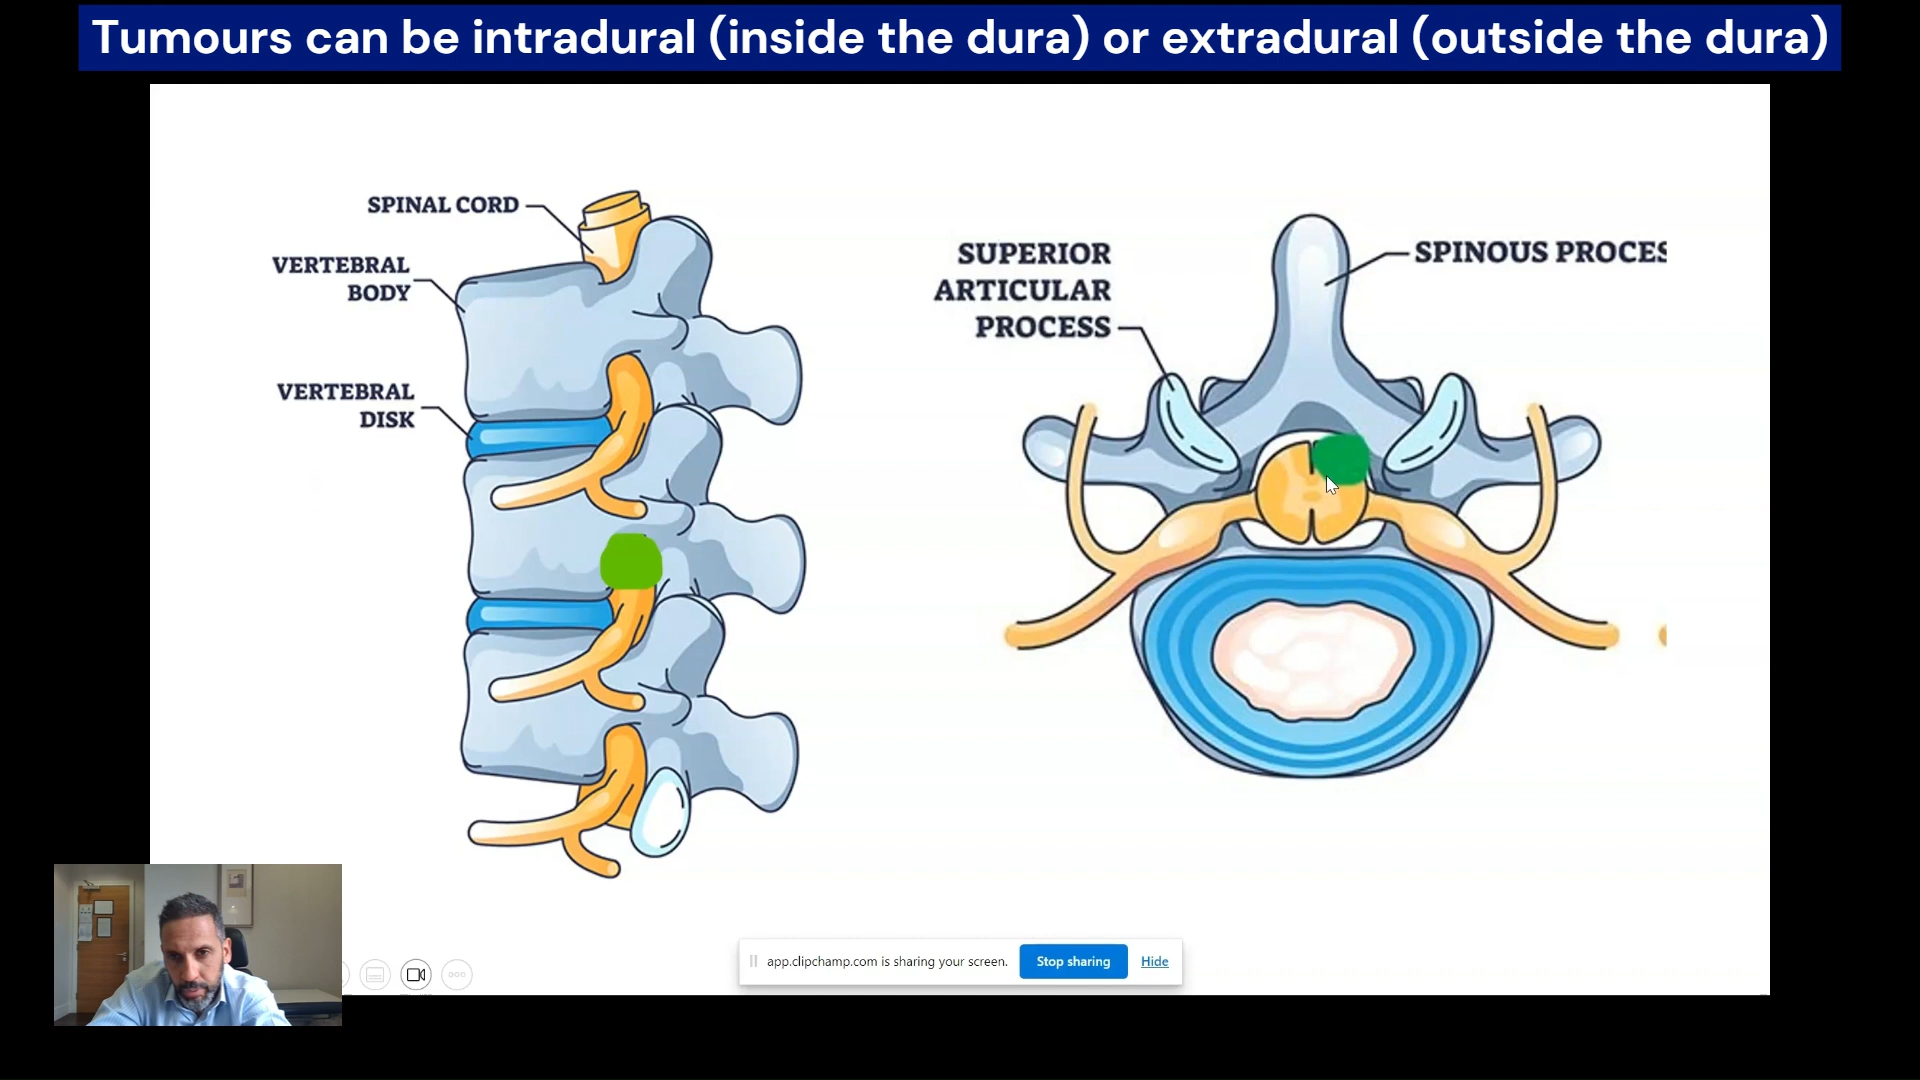 Tumours can be intradural (inside the dura) or extradural (outside the dura)
SPINAL CORD
VERTEBRAL
BODY
VERTEBRAL
DISK
SUPERIOR
ARTICULAR
PROCESS
SPINOUS PROCES
app.clipchamp.com is sharing your screen.
Stop sharing
Hide